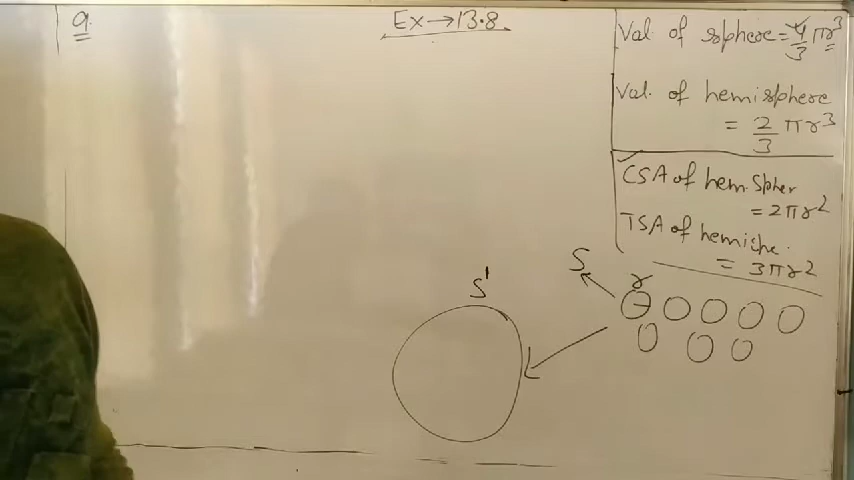 9.
Ex → 13.8
Vol. of sphere = 4/3 πr³
Vol. of hemisphere
= 2/3 πr³
CSA of hem. Spher
= 2πr²
TSA of hemisphe.
= 3πr²
S
r
S'